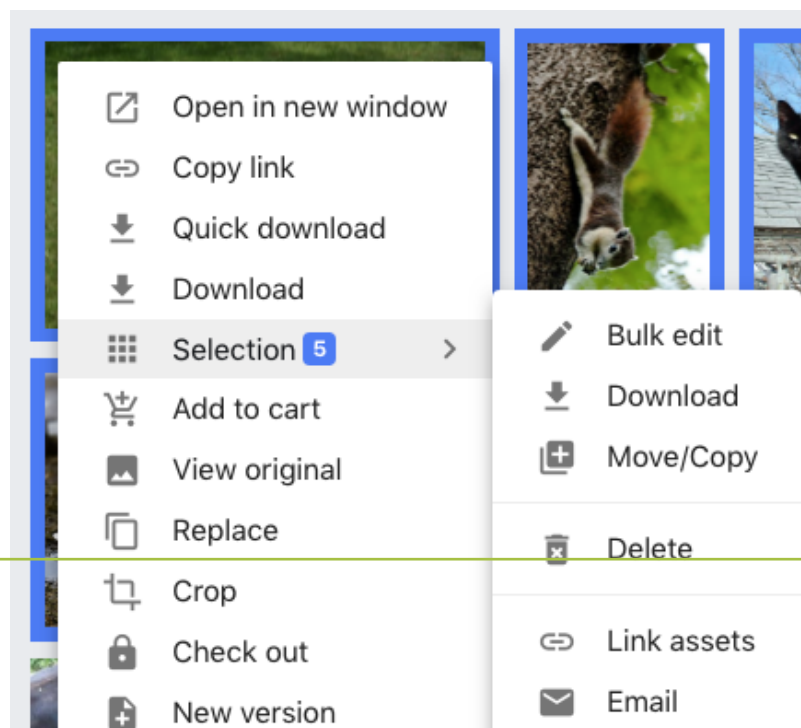 Open in new window
Copy link
Quick download
Download
Selection 5
Add to cart
View original
Replace
Crop
Check out
New version
Bulk edit
Download
Move/Copy
Delete
Link assets
Email